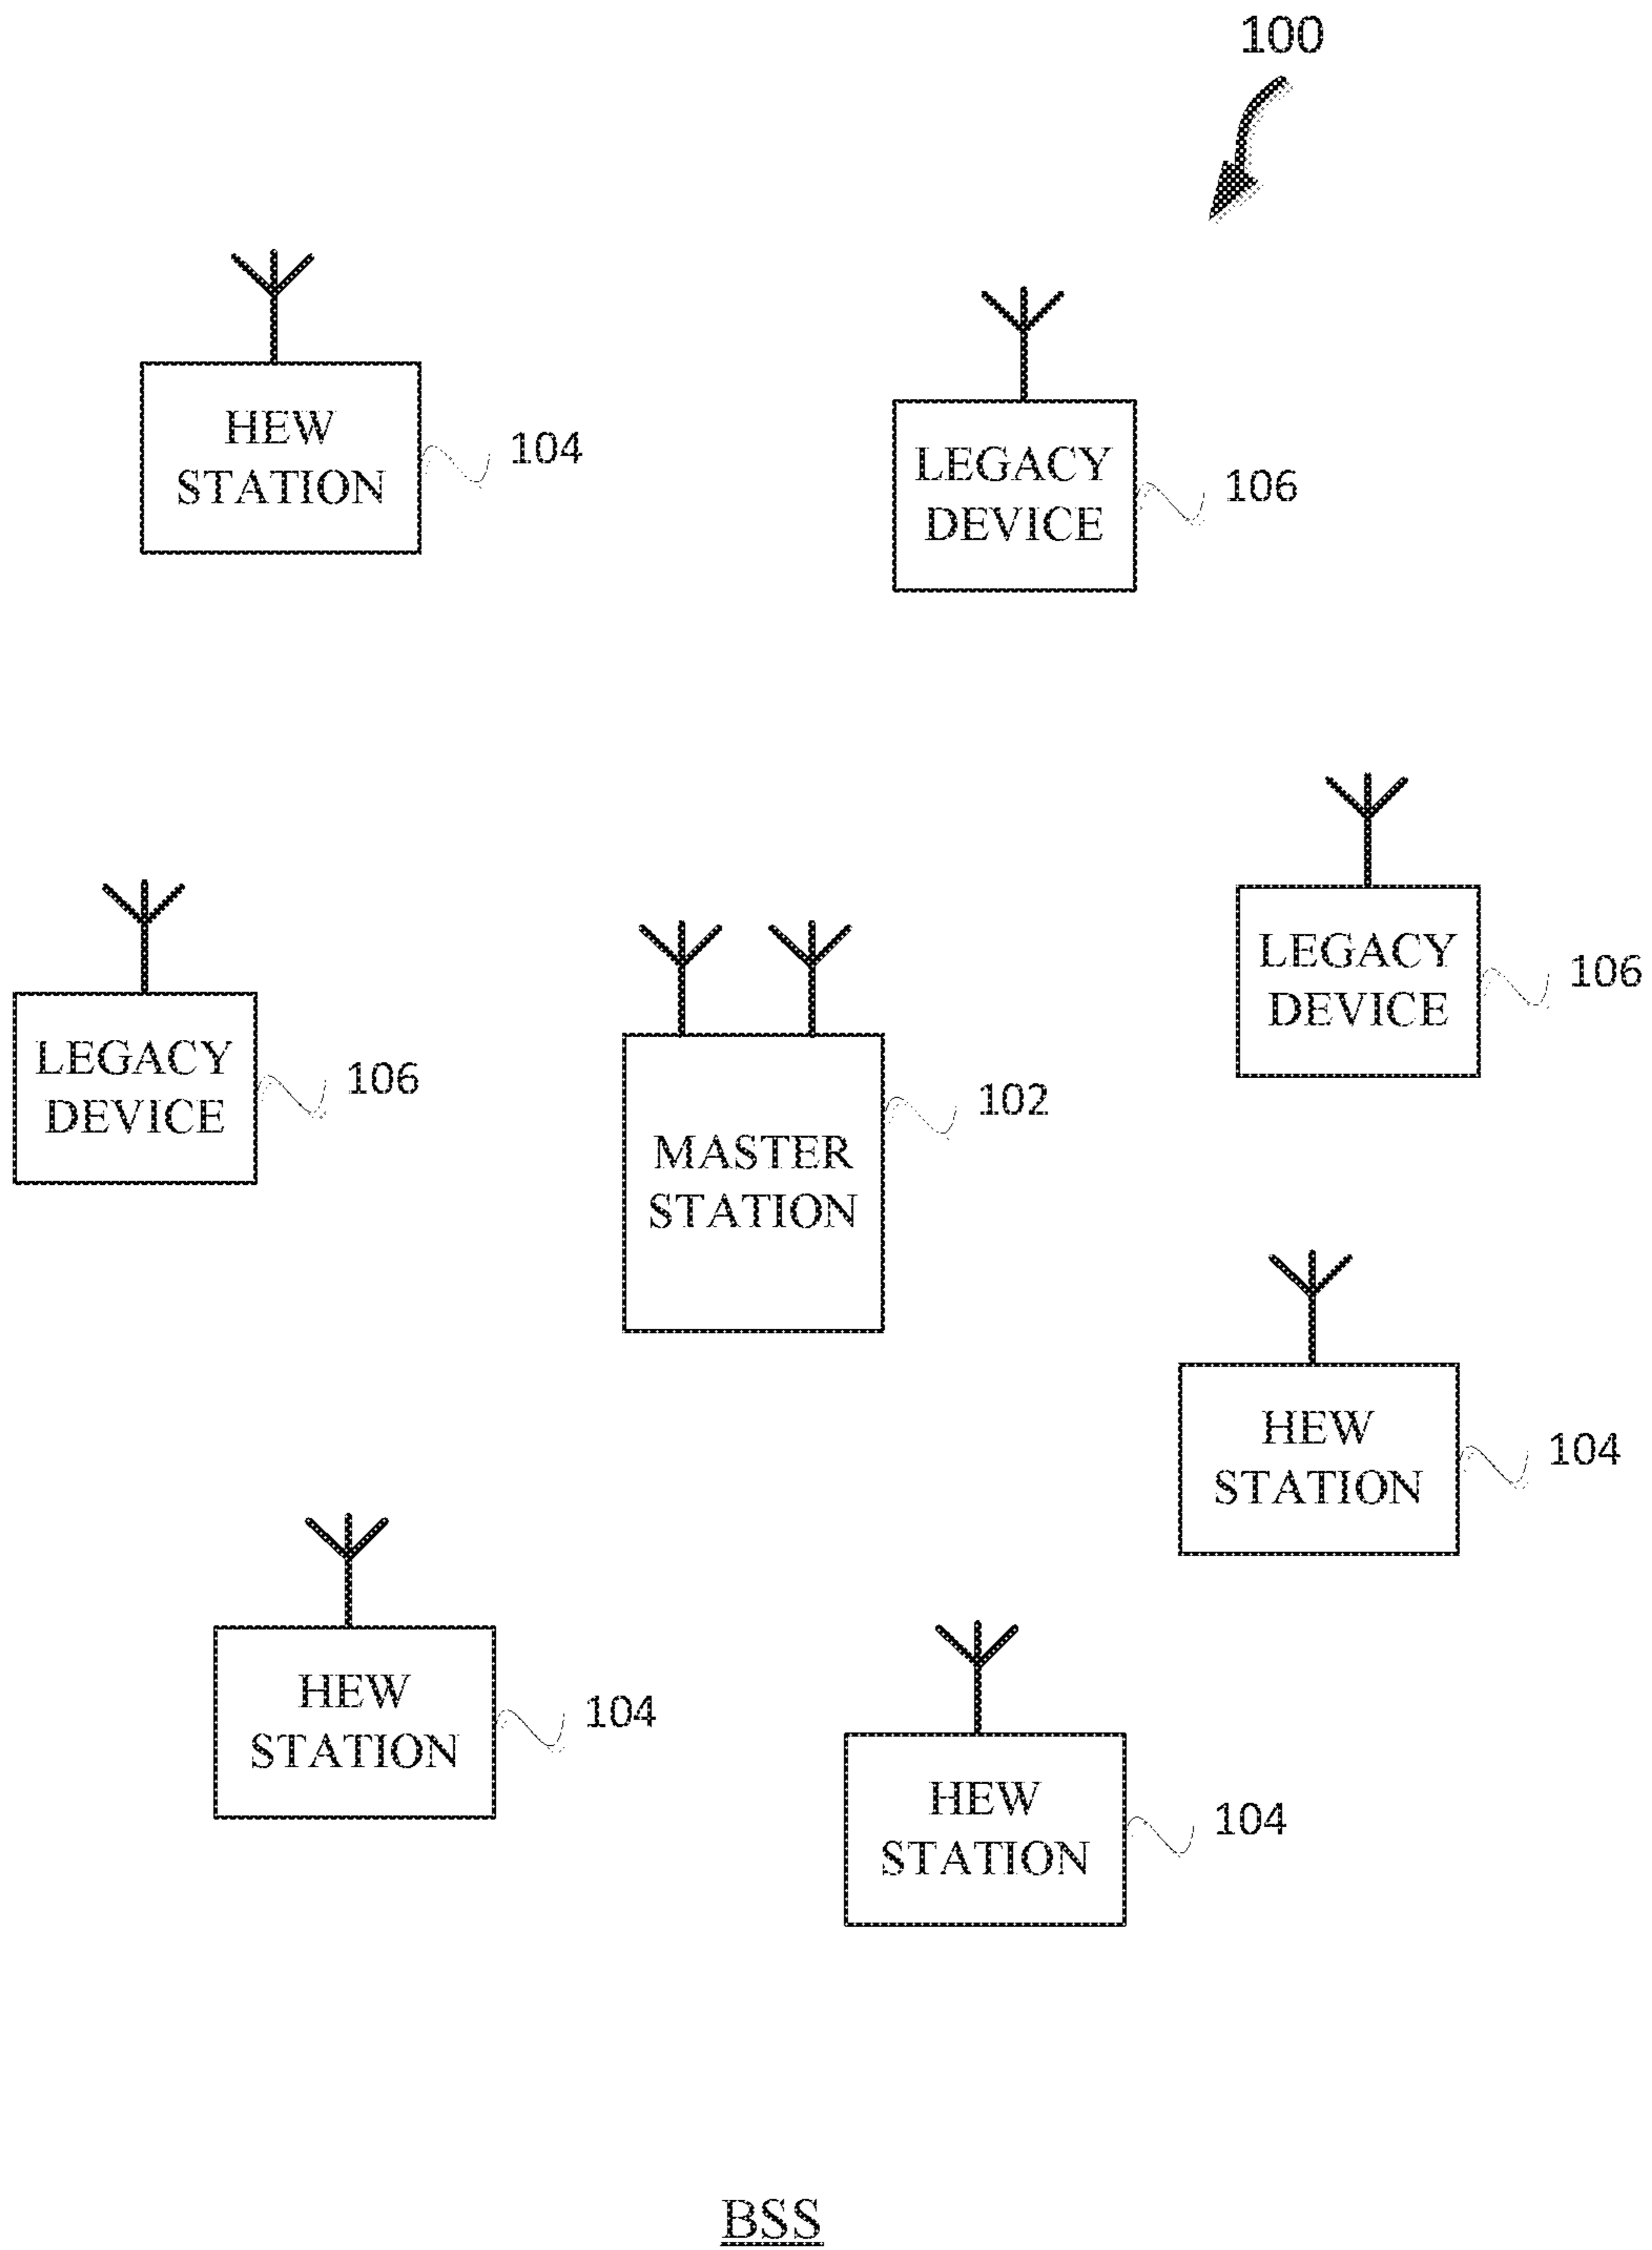 100
HEW
STATION
104
LEGACY
DEVICE
106
LEGACY
DEVICE
106
LEGACY
DEVICE
106
MASTER
STATION
102
HEW
STATION
104
HEW
STATION
104
HEW
STATION
104
BSS